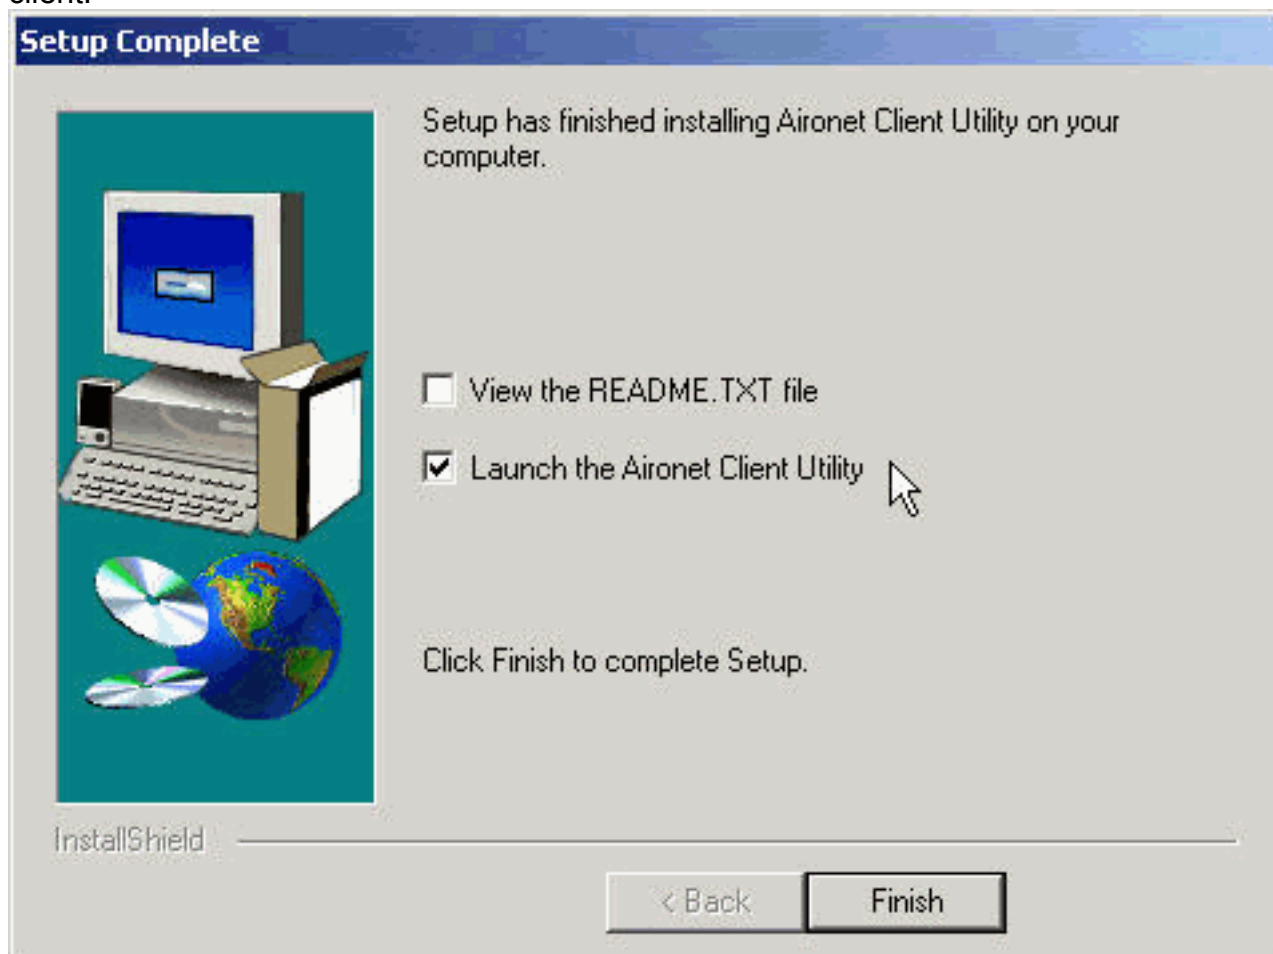 client.
Setup Complete
Setup has finished installing Aironet Client Utility on your
computer.
View the README.TXT file
Launch the Aironet Client Utility
Click Finish to complete Setup.
InstallShield
< Back
Finish